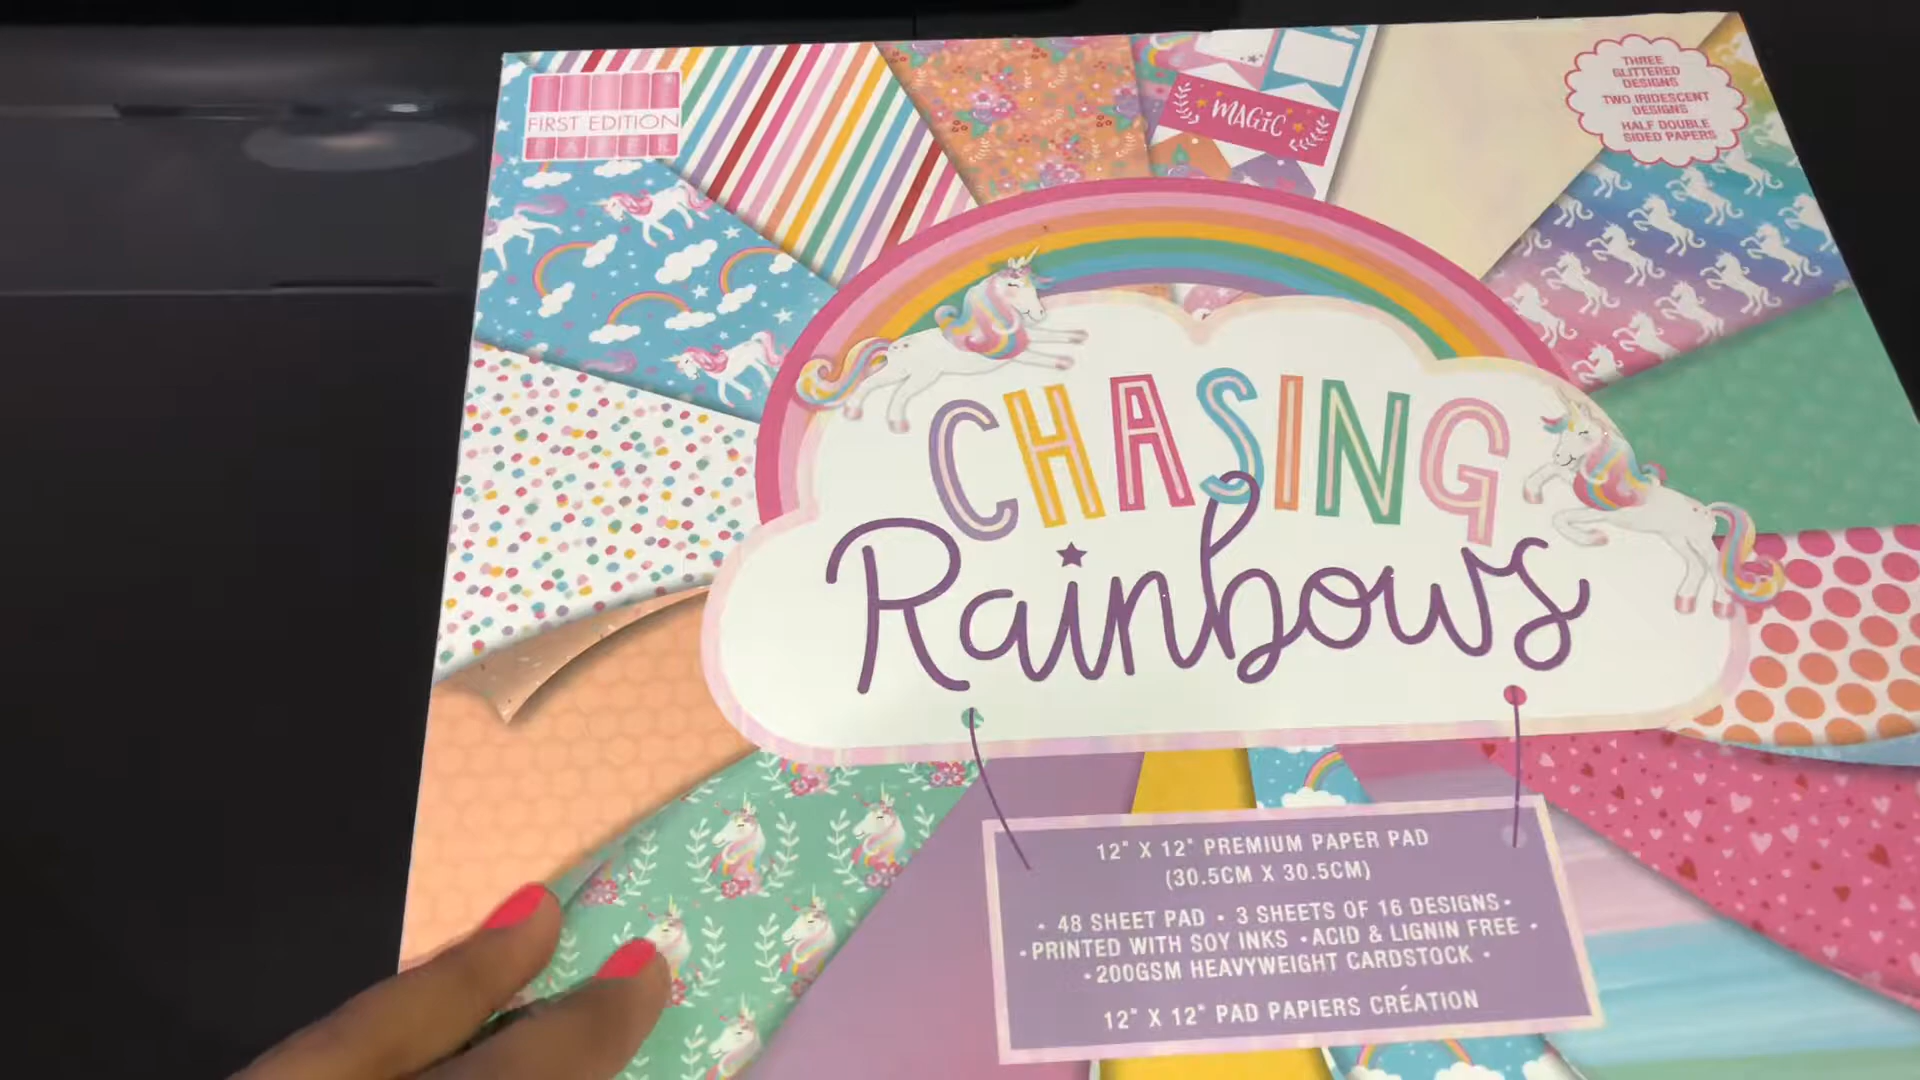 FIRST EDITION
PAPER
MAGIC
THREE
GLITTERED
DESIGNS
TWO IRIDESCENT
DESIGNS
HALF DOUBLE
SIDED PAPERS
CHASING
Rainbows
12" X 12" PREMIUM PAPER PAD
(30.5CM X 30.5CM)
• 48 SHEET PAD • 3 SHEETS OF 16 DESIGNS •
• PRINTED WITH SOY INKS • ACID & LIGNIN FREE •
• 200GSM HEAVYWEIGHT CARDSTOCK •
12" X 12" PAD PAPIERS CRÉATION